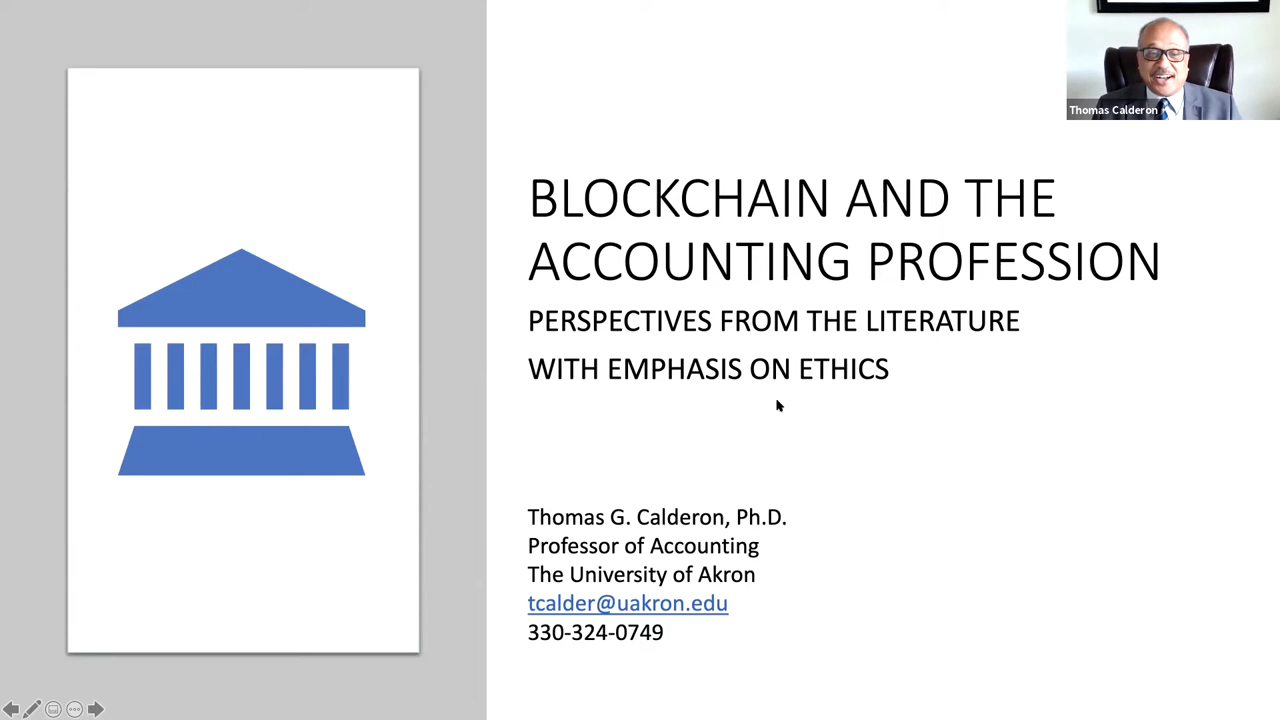 Thomas Calderon
BLOCKCHAIN AND THE
ACCOUNTING PROFESSION
PERSPECTIVES FROM THE LITERATURE
WITH EMPHASIS ON ETHICS
Thomas G. Calderon, Ph.D.
Professor of Accounting
The University of Akron
tcalder@uakron.edu
330-324-0749